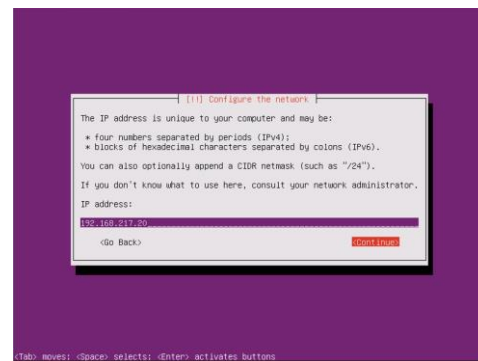 [!!] Configure the network
The IP address is unique to your computer and may be:
* four numbers separated by periods (IPv4);
* blocks of hexadecimal characters separated by colons (IPv6).
You can also optionally append a CIDR netmask (such as "/24").
If you don't know what to use here, consult your network administrator.
IP address:
192.168.217.20
<Go Back> <Continue>
<Tab> moves; <Space> selects; <Enter> activates buttons